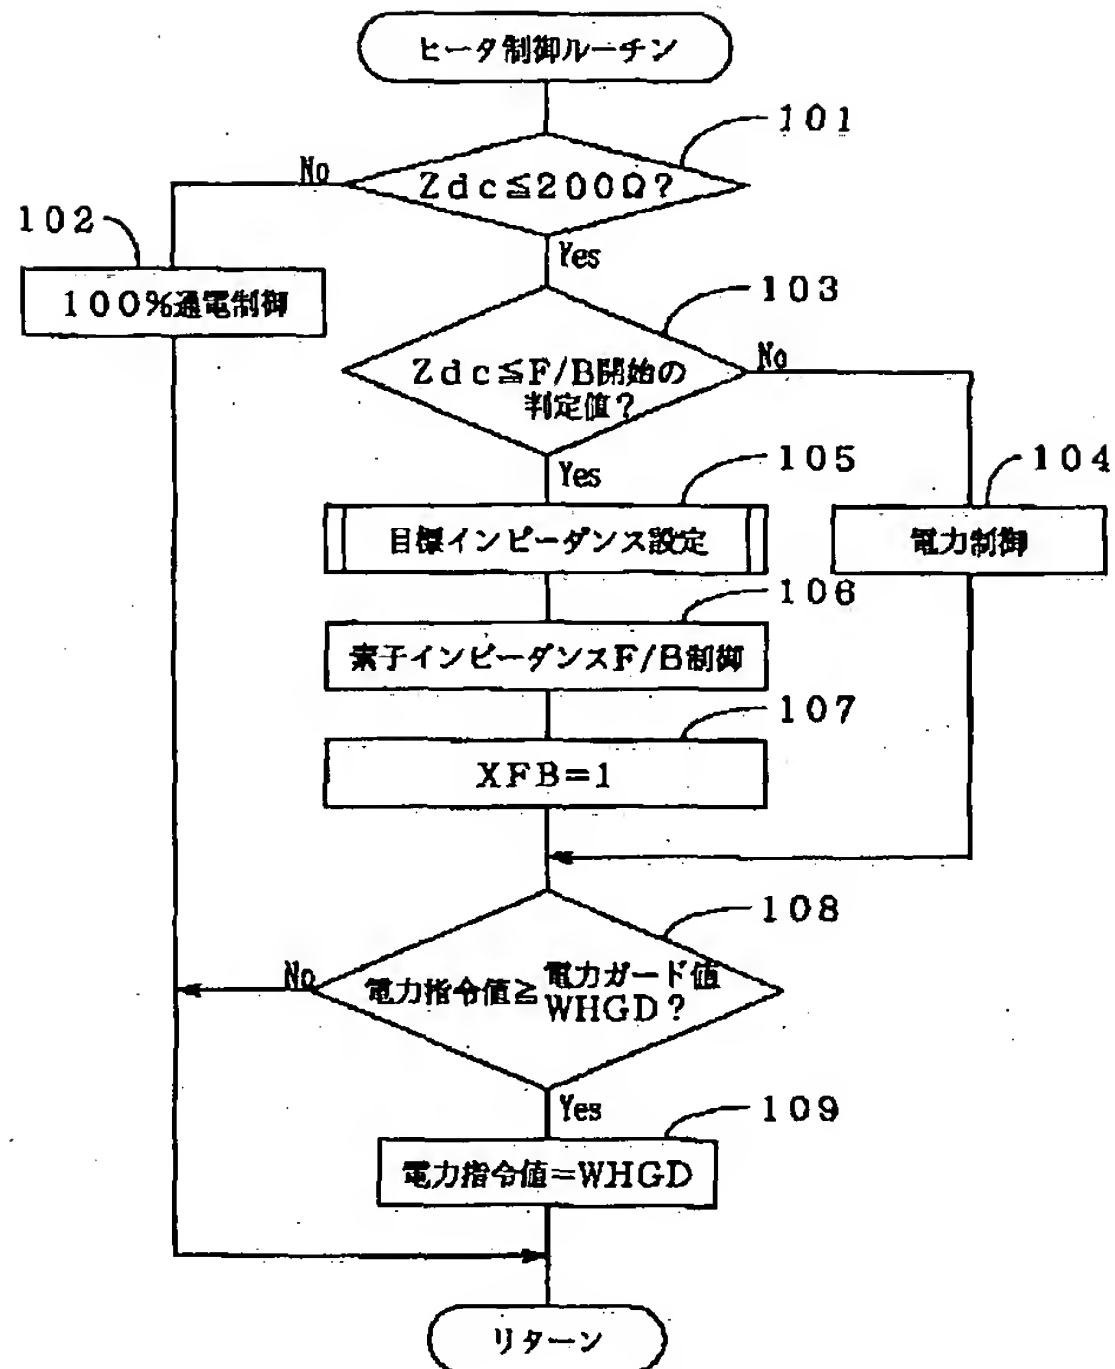 ヒータ制御ルーチン
101
Zdc≦200Ω?
No
Yes
102
100%通電制御
103
Zdc≦F/B開始の
判定値?
No
Yes
105
目標インピーダンス設定
104
電力制御
106
素子インピーダンスF/B制御
107
XFB=1
108
電力指令値≧電力ガード値
WHGD?
No
Yes
109
電力指令値=WHGD
リターン